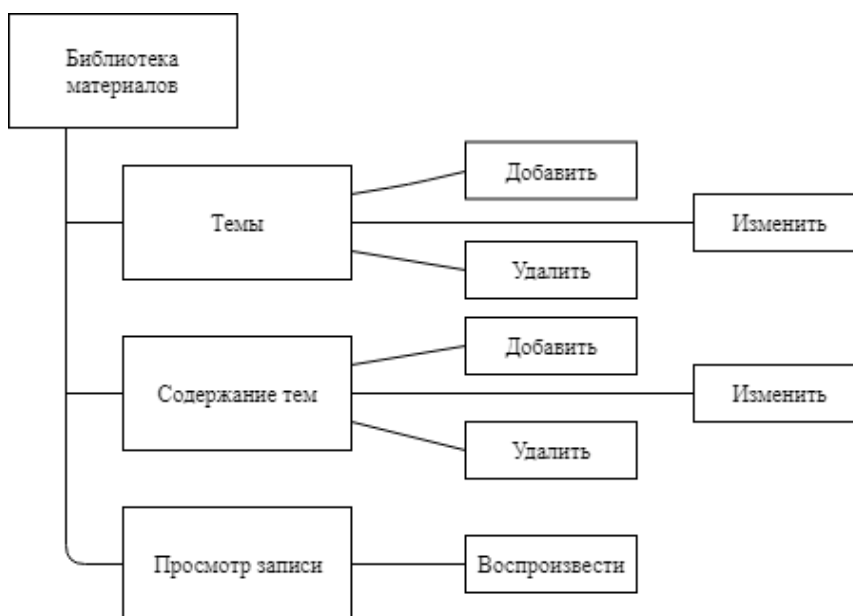 Библиотека
материалов
Добавить
Темы
Изменить
Удалить
Добавить
Содержание тем
Изменить
Удалить
Просмотр записи
Воспроизвести